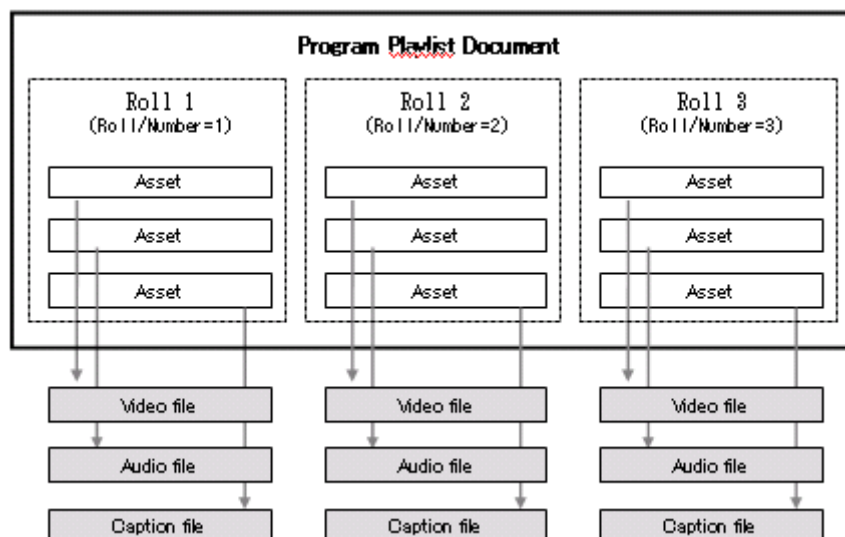 Program Playlist Document
Roll 1
(Roll/Number=1)
Asset
Asset
Asset
Roll 2
(Roll/Number=2)
Asset
Asset
Asset
Roll 3
(Roll/Number=3)
Asset
Asset
Asset
Video file
Video file
Video file
Audio file
Audio file
Audio file
Caption file
Caption file
Caption file